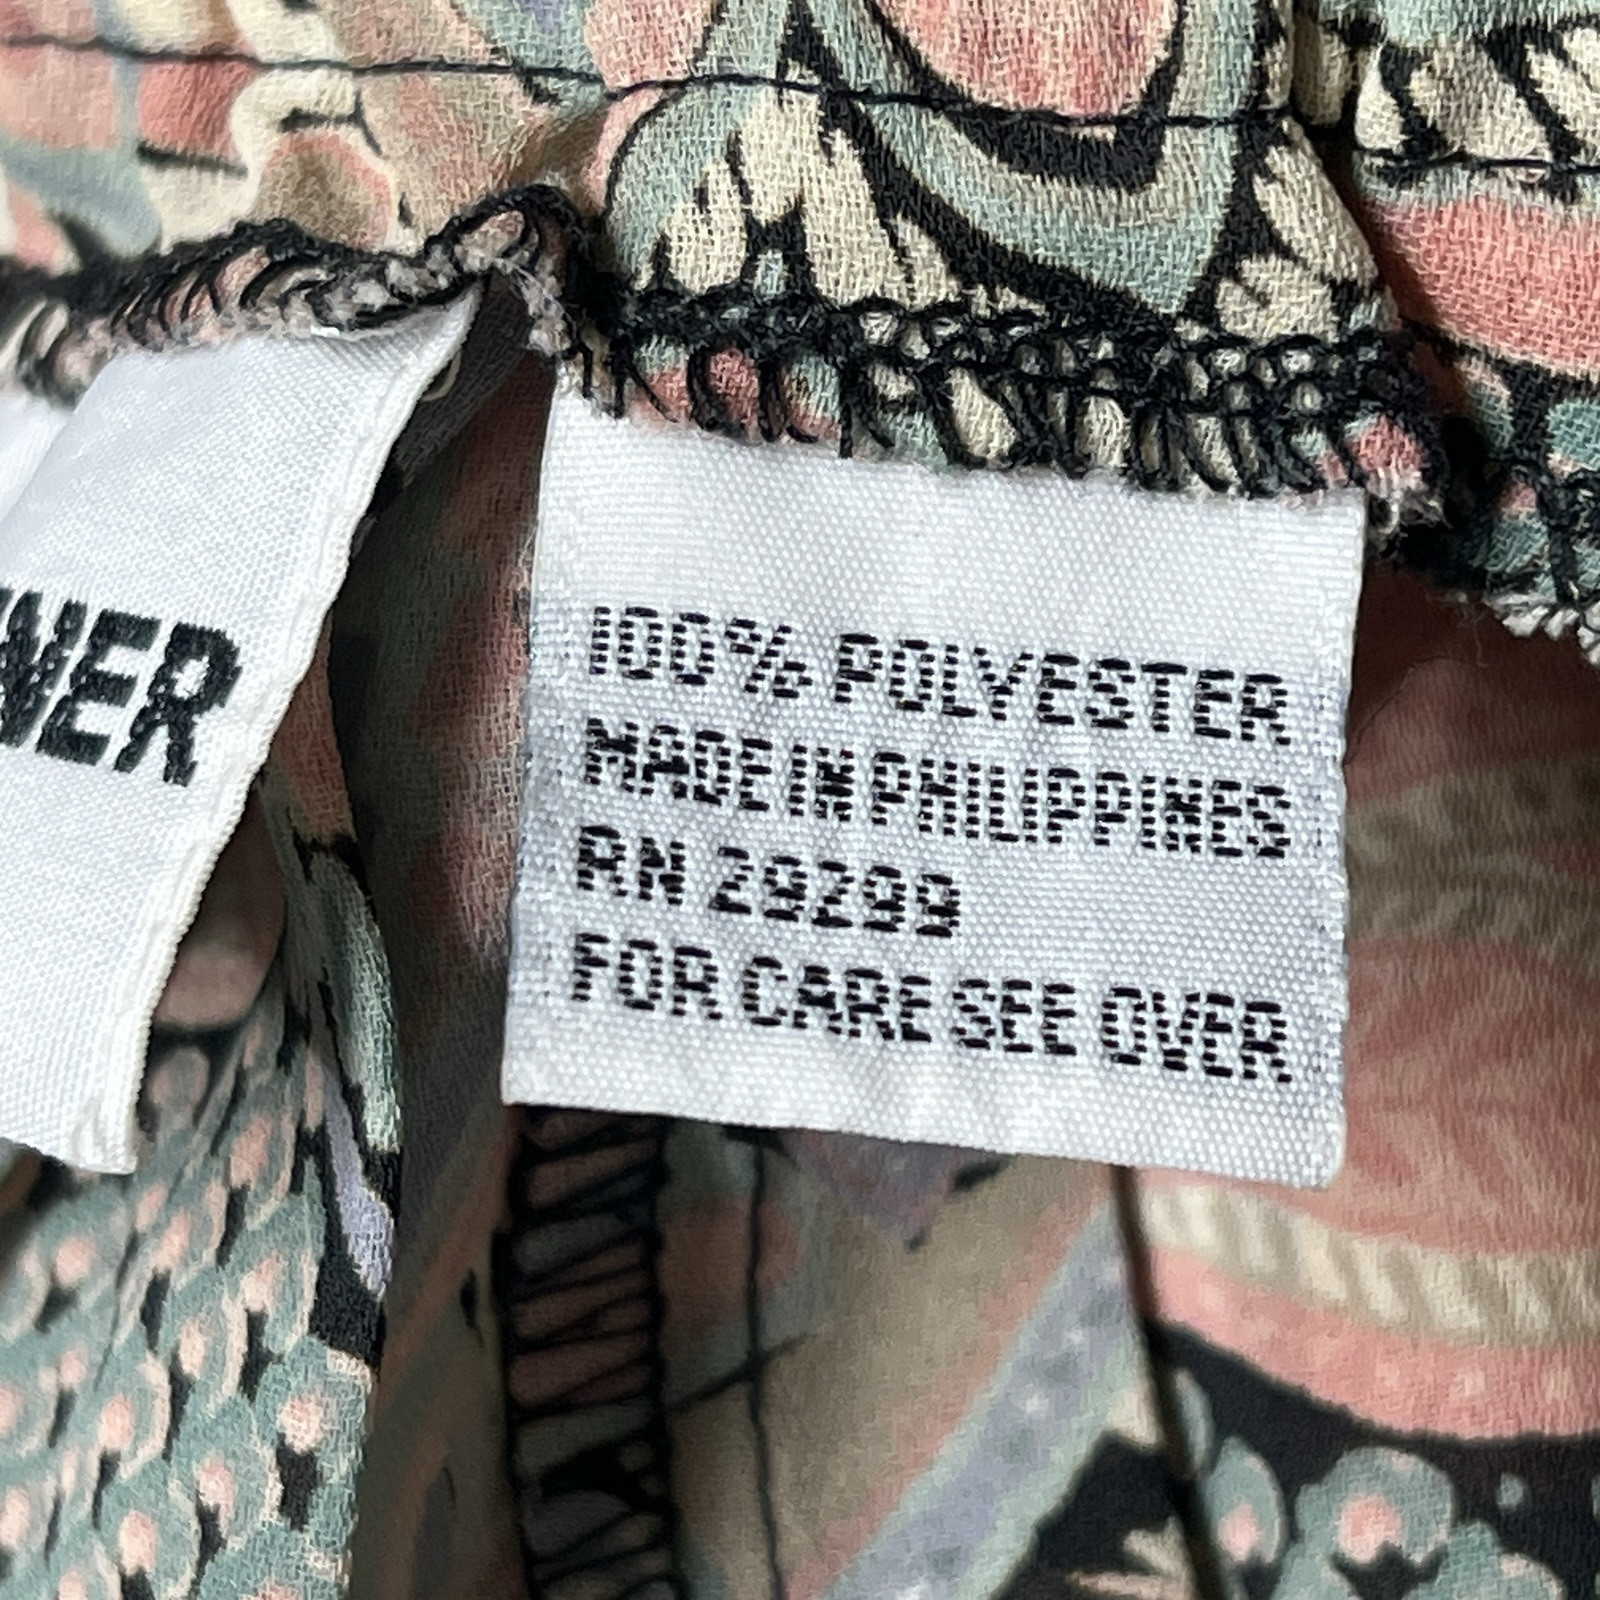 NER
100% POLYESTER
MADE IN PHILIPPINES
RN 29299
FOR CARE SEE OVER